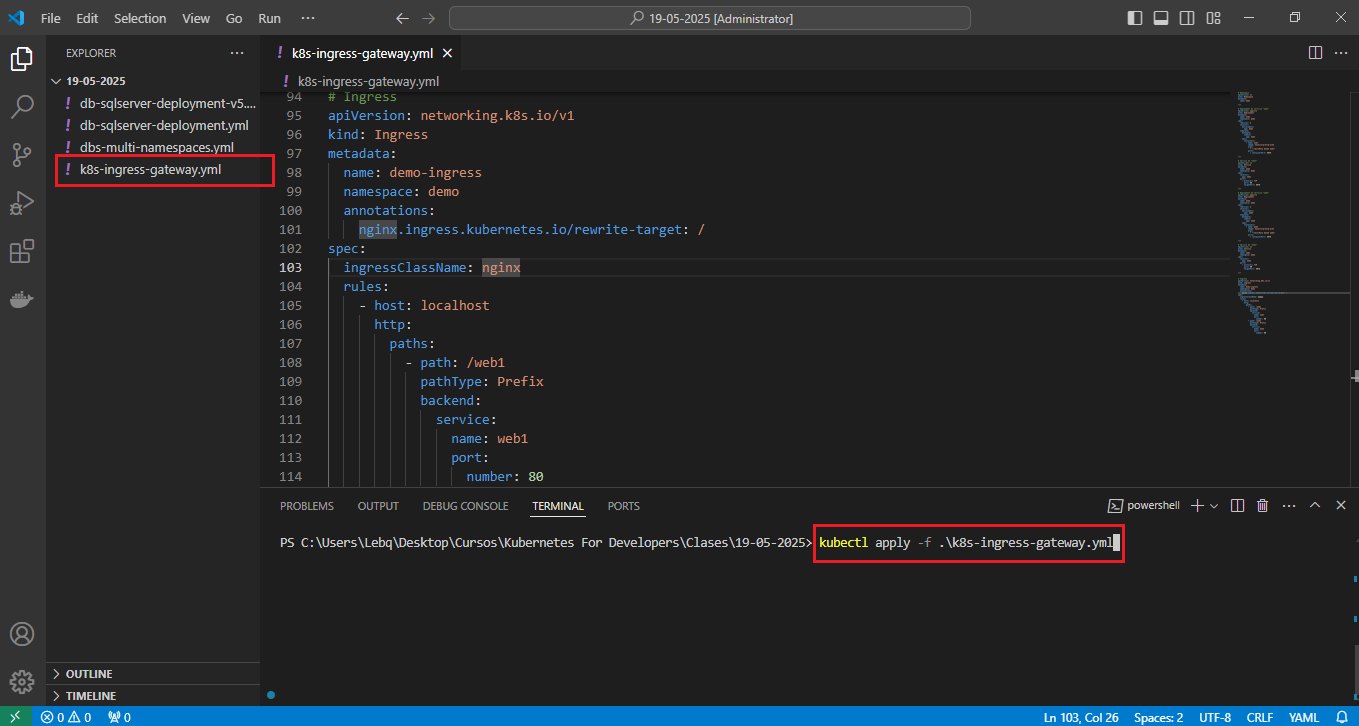 File Edit Selection View Go Run ···
19-05-2025 [Administrator]
EXPLORER ···
19-05-2025
! db-sqlserver-deployment-v5....
! db-sqlserver-deployment.yml
! dbs-multi-namespaces.yml
! k8s-ingress-gateway.yml
OUTLINE
TIMELINE
! k8s-ingress-gateway.yml
! k8s-ingress-gateway.yml
94 # Ingress
95 apiVersion: networking.k8s.io/v1
96 kind: Ingress
97 metadata:
98 name: demo-ingress
99 namespace: demo
100 annotations:
101 nginx.ingress.kubernetes.io/rewrite-target: /
102 spec:
103 ingressClassName: nginx
104 rules:
105 - host: localhost
106 http:
107 paths:
108 - path: /web1
109 pathType: Prefix
110 backend:
111 service:
112 name: web1
113 port:
114 number: 80
PROBLEMS OUTPUT DEBUG CONSOLE TERMINAL PORTS
powershell
PS C:\Users\Lebq\Desktop\Cursos\Kubernetes For Developers\Clases\19-05-2025> kubectl apply -f .\k8s-ingress-gateway.yml
0 0 0
Ln 103, Col 26 Spaces: 2 UTF-8 CRLF YAML